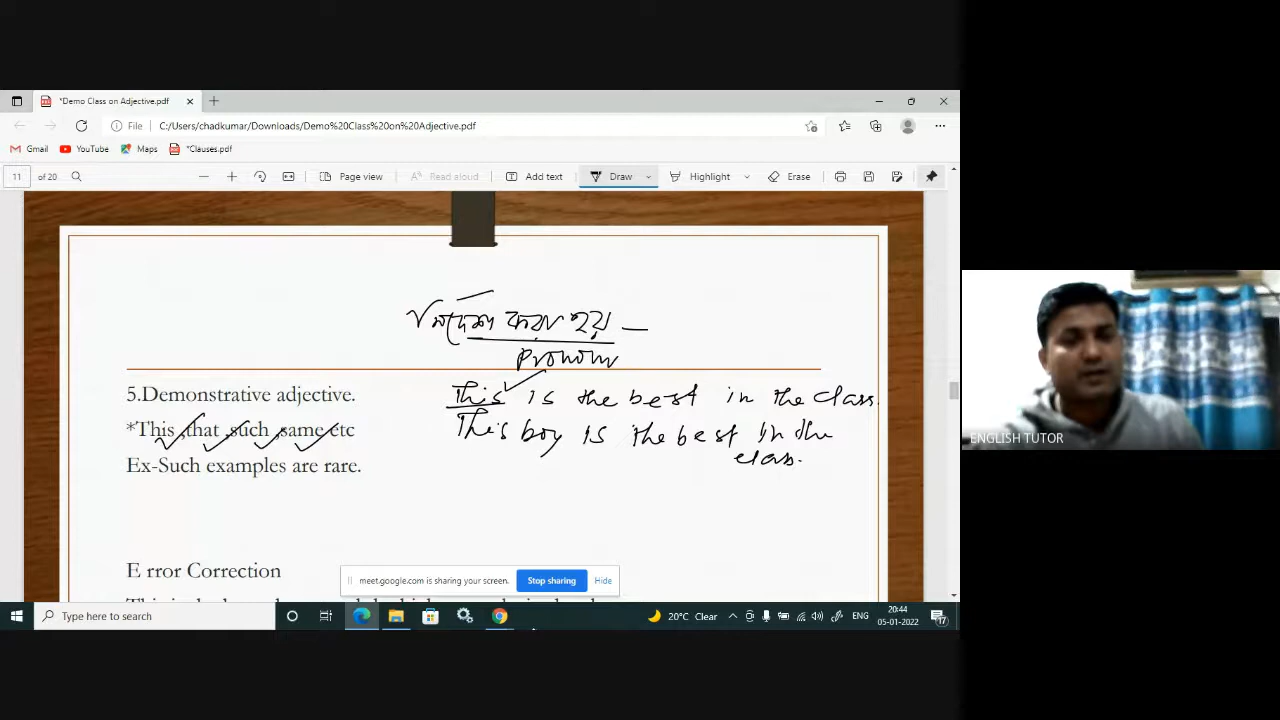 *Demo Class on Adjective.pdf
File C:/Users/chadkumar/Downloads/Demo%20Class%20on%20Adjective.pdf
Gmail YouTube Maps *Clauses.pdf
11 of 20 Page view Read aloud Add text Draw Highlight Erase
নির্দেশ করা হয় —
Pronoun
5.Demonstrative adjective. This is the best in the class.
*This ,that ,such ,same etc This boy is the best in the
class.
Ex-Such examples are rare.
ENGLISH TUTOR
E rror Correction
meet.google.com is sharing your screen. Stop sharing Hide
Type here to search 20°C Clear ENG 20:44 05-01-2022 17